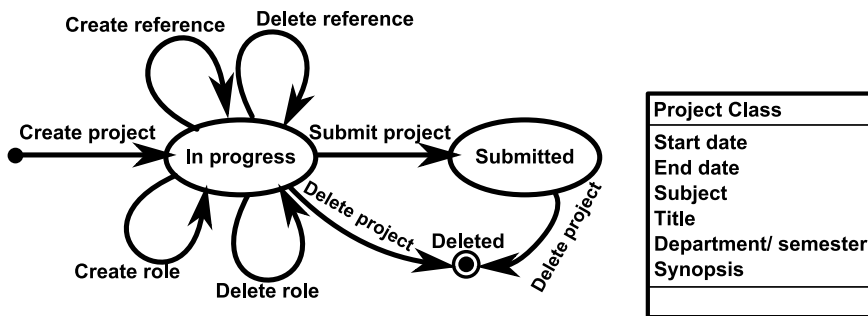 Create reference
Delete reference
Create project
In progress
Submit project
Submitted
Create role
Delete role
Delete project
Deleted
Delete project
Project Class
Start date
End date
Subject
Title
Department/ semester
Synopsis